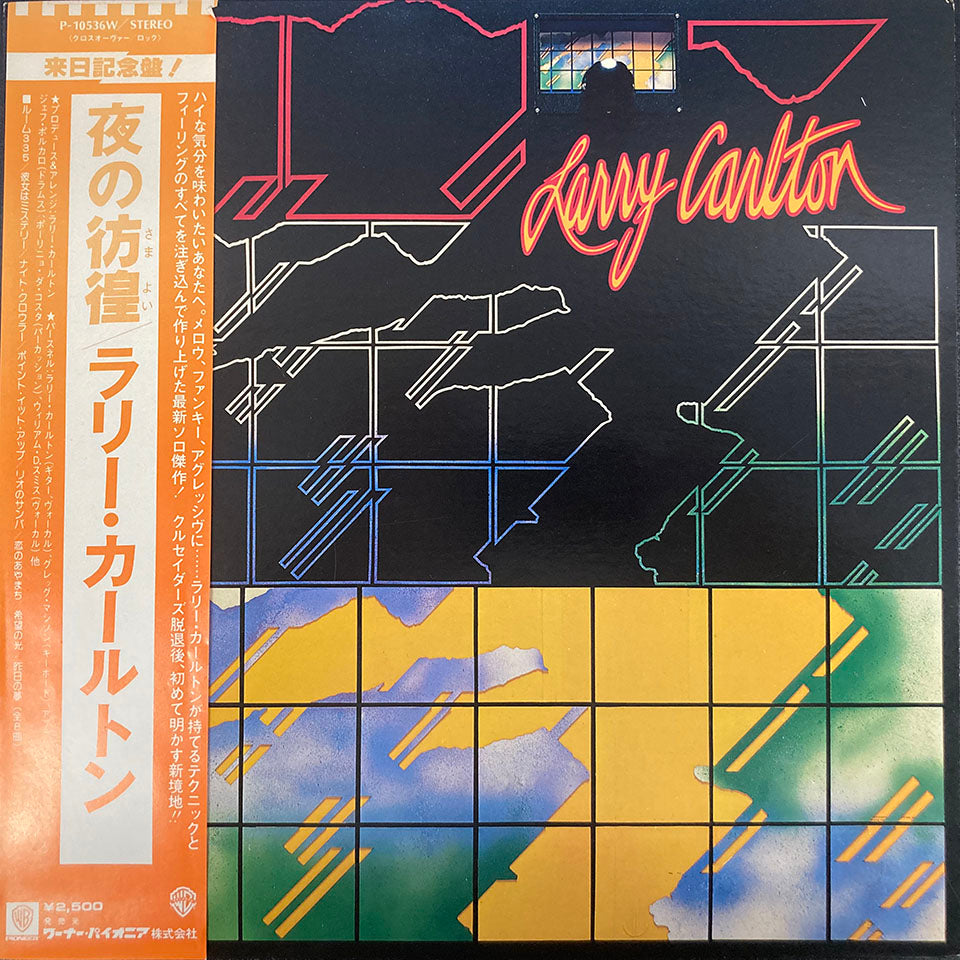 P-10536W/STEREO
〈クロスオーヴァー/ロック〉
来日記念盤！
夜の彷徨/ラリー・カールトン
さま よい
ハイな気分を味わいたいあなたへ。メロウ、ファンキー、アグレッシヴに……ラリー・カールトンが持てるテクニックと
フィーリングのすべてを注ぎ込んで作り上げた最新ソロ傑作！ クルセイダーズ脱退後、初めて明かす新境地!!
★プロデュース&アレンジ・ラリー・カールトン ★パースネル・ラリー・カールトン(ギター、ヴォーカル)、グレッグ・マシソン(キーボード)
ジェフ・ポルカロ(ドラムス)、ポーリニョ・ダ・コスタ(パーカッション)、ウィリアム・D.スミス(ヴォーカル) 他
■ルーム335/彼女はミステリー/ナイト・クロウラー/ポイント・イット・アップ/リオのサンバ/恋のあやまち/希望の光/昨日の夢 (全8曲)
¥2,500
発売元
ワーナー・パイオニア株式会社
WB
PIONEER
Larry Carlton